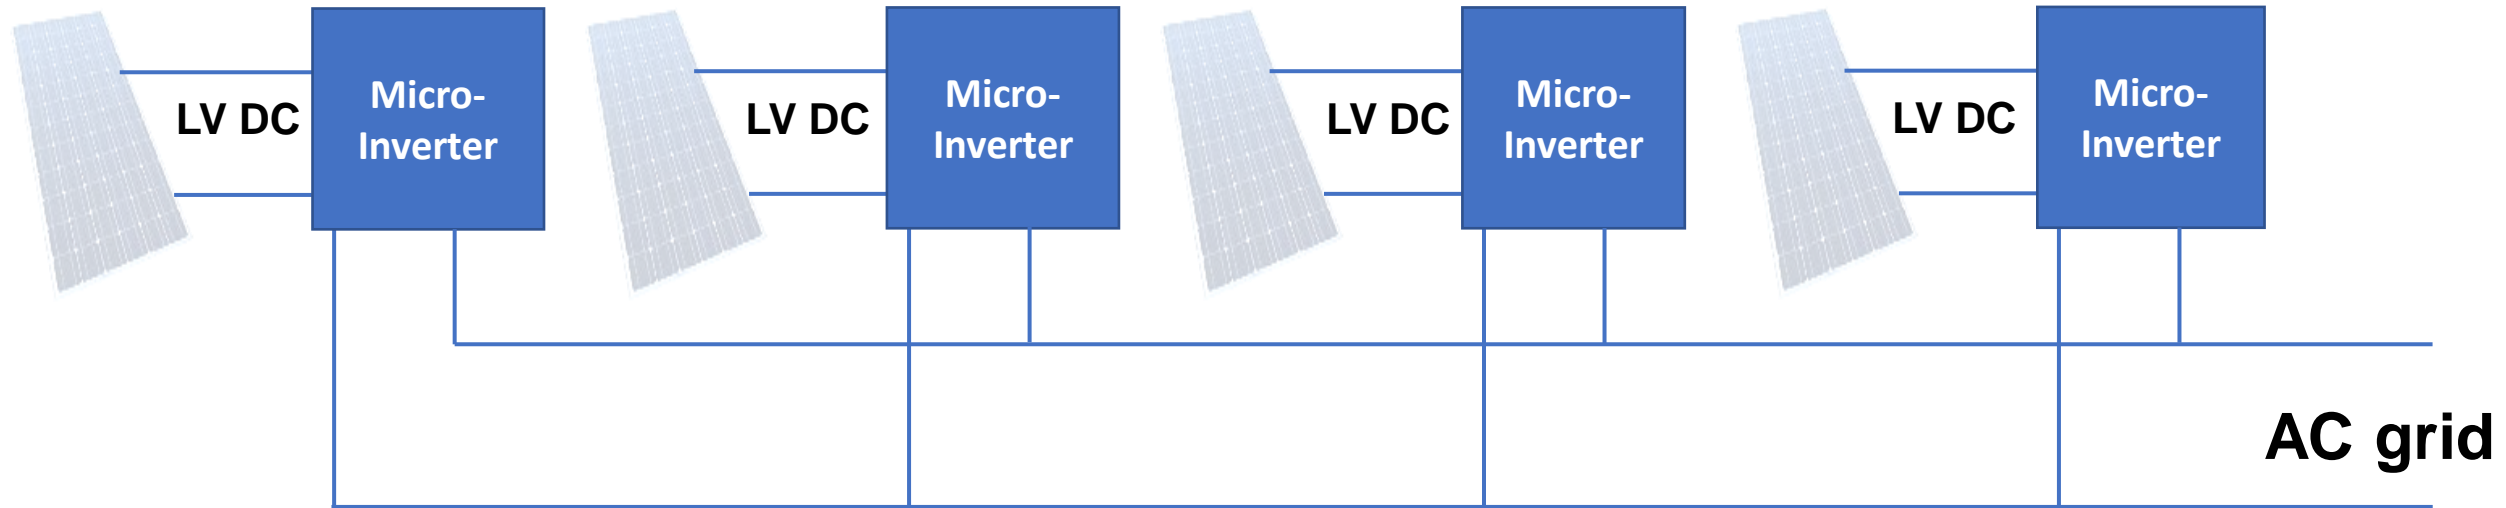 Micro-
Inverter
LV DC
Micro-
Inverter
LV DC
Micro-
Inverter
LV DC
Micro-
Inverter
LV DC
AC grid